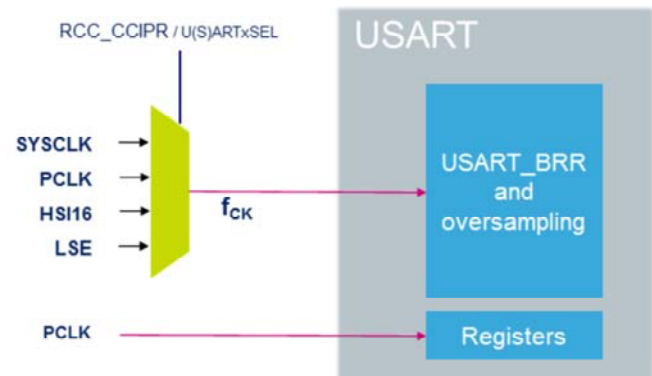 RCC_CCIPR / U(S)ARTxSEL
USART
SYSCLK
PCLK
HSI16
LSE
fCK
USART_BRR
and
oversampling
PCLK
Registers